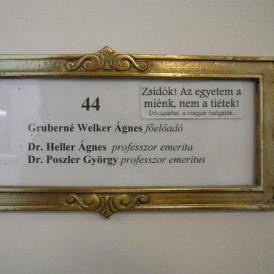 44
Zsidók! Az egyetem a
miénk, nem a tiétek!
Üdvözlettel, a magyar hallgatók...
Gruberné Welker Ágnes főelőadó
Dr. Heller Ágnes professzor emerita
Dr. Poszler György professzor emeritus